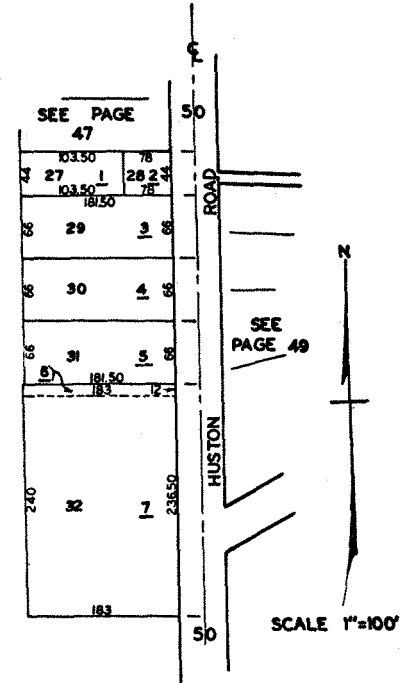 ℄
50
SEE PAGE
47
103.50 78
44 27 1 28 2 44
103.50 78
181.50
ROAD
66 29 3 66
N
66 30 4 66
SEE
PAGE 49
66 31 5 66
6
181.50
183 12
HUSTON
240 32 7 236.50
183
50
SCALE 1"=100'